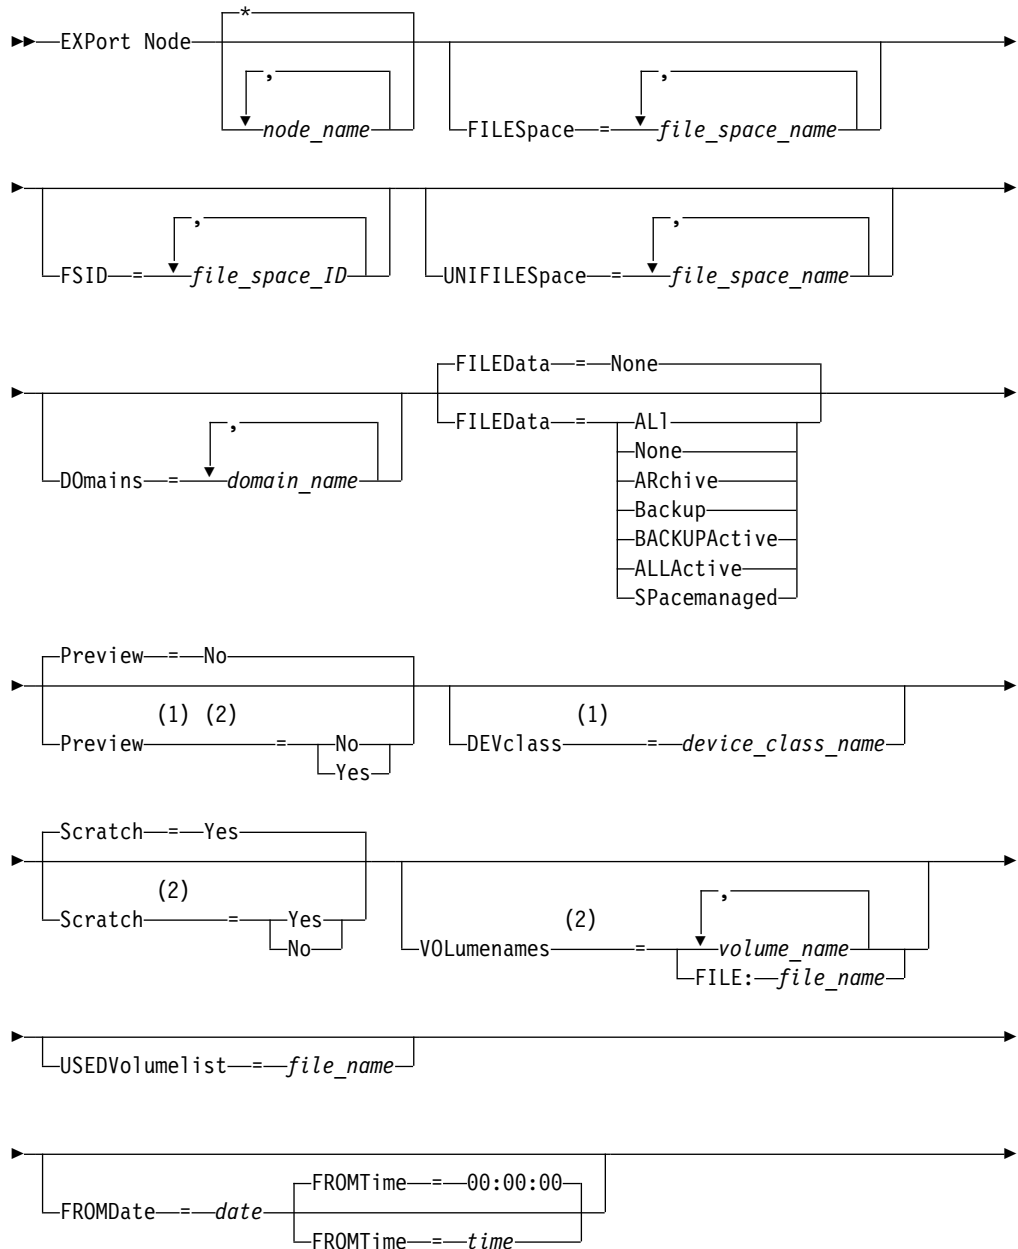 *
EXPort Node
, ,
node_name FILESpace = file_space_name
, ,
FSID = file_space_ID UNIFILESpace = file_space_name
FILEData = None
, FILEData = ALl
DOmains = domain_name None
ARchive
Backup
BACKUPActive
ALLActive
SPacemanaged
Preview = No
(1) (2) (1)
Preview = No DEVclass = device_class_name
Yes
Scratch = Yes
(2) ,
Scratch = Yes (2)
No VOLumenames = volume_name
FILE: file_name
USEDVolumelist = file_name
FROMTime = 00:00:00
FROMDate = date
FROMTime = time